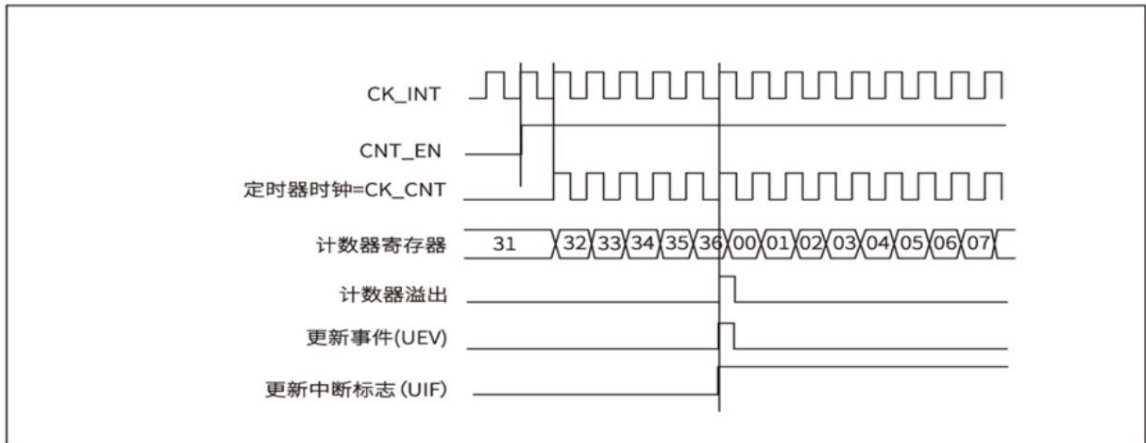 CK_INT
CNT_EN
定时器时钟=CK_CNT
计数器寄存器 31 32 33 34 35 36 00 01 02 03 04 05 06 07
计数器溢出
更新事件(UEV)
更新中断标志(UIF)